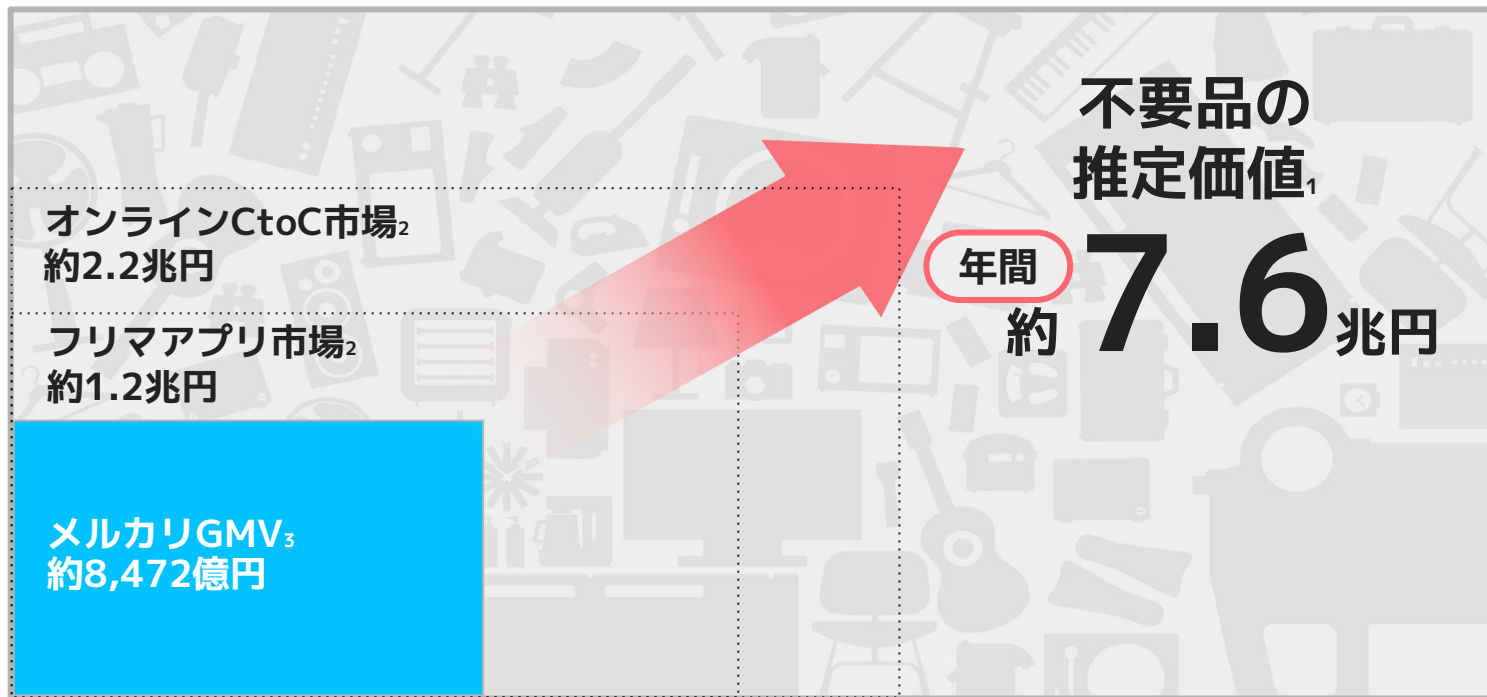 不要品の
推定価値1
年間
約7.6兆円
オンラインCtoC市場2
約2.2兆円
フリマアプリ市場2
約1.2兆円
メルカリGMV3
約8,472億円